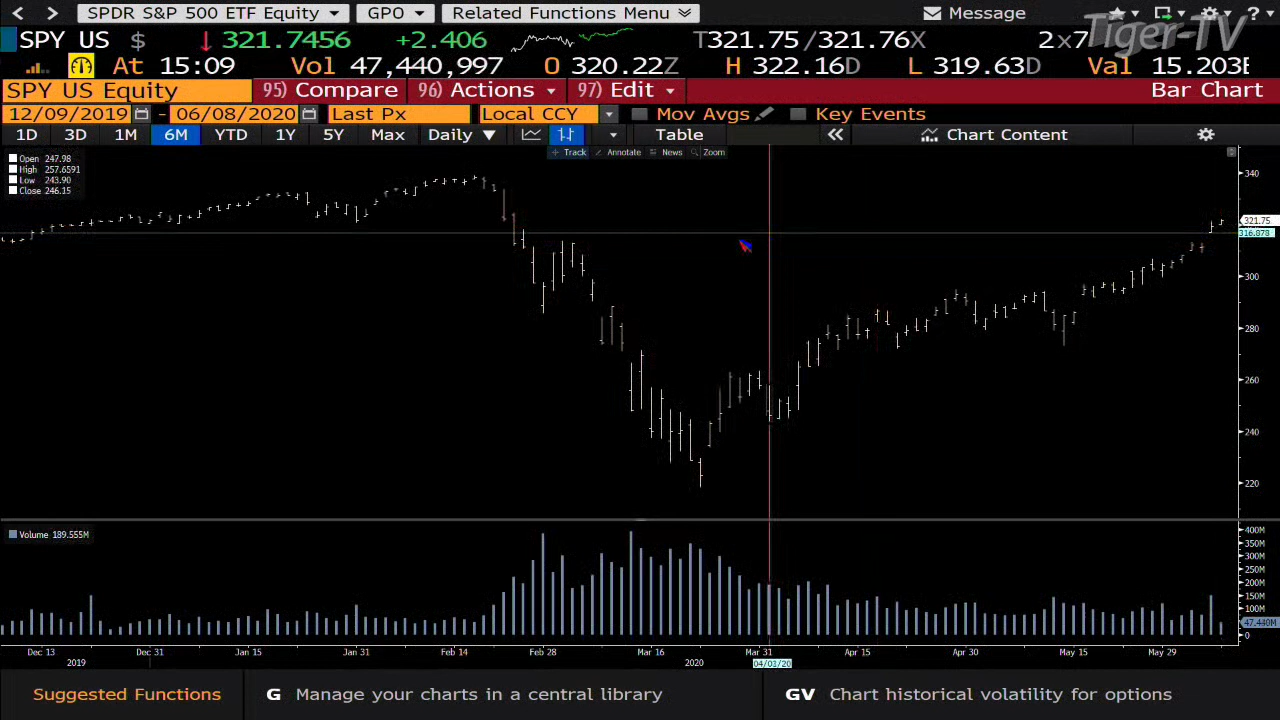 SPDR S&P 500 ETF Equity GPO Related Functions Menu Message ?
SPY US $ 321.7456 +2.406 T321.75 /321.76X 2x7
Tiger-TV
At 15:09 Vol 47,440,997 O 320.22Z H 322.16D L 319.63D Val 15.203B
SPY US Equity 95) Compare 96) Actions 97) Edit Bar Chart
12/09/2019 - 06/08/2020 Last Px Local CCY Mov Avgs Key Events
1D 3D 1M 6M YTD 1Y 5Y Max Daily Table Chart Content
Track Annotate News Zoom
Open 247.98
High 257.6591
Low 243.90
Close 246.15
340
321.75
316.878
300
280
260
240
220
Volume 189.555M
400M
350M
300M
250M
200M
150M
100M
47.440M
0
Dec 13 Dec 31 Jan 15 Jan 31 Feb 14 Feb 28 Mar 16 Mar 31 Apr 15 Apr 30 May 15 May 29
2019 2020 04/03/20
Suggested Functions G Manage your charts in a central library GV Chart historical volatility for options